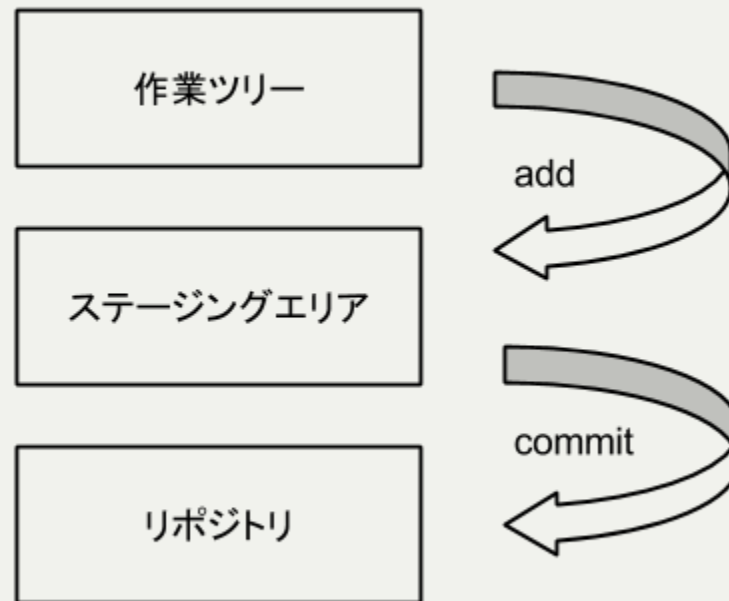 作業ツリー
add
ステージングエリア
commit
リポジトリ